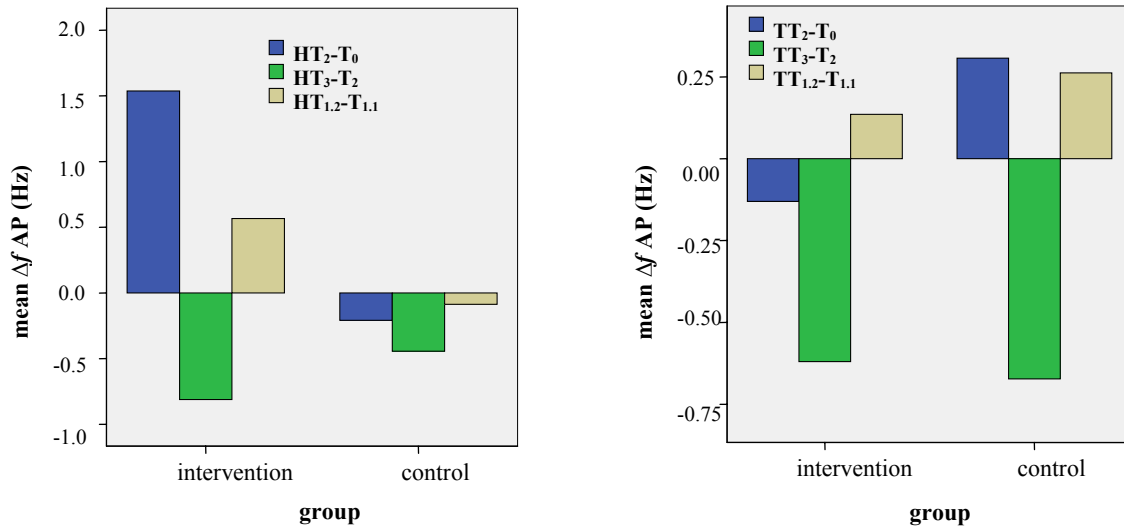 2.0
1.5
1.0
0.5
0.0
-0.5
-1.0
mean Δf AP (Hz)
HT₂-T₀
HT₃-T₂
HT₁.₂-T₁.₁
intervention control
group
0.25
0.00
-0.25
-0.50
-0.75
mean Δf AP (Hz)
TT₂-T₀
TT₃-T₂
TT₁.₂-T₁.₁
intervention control
group